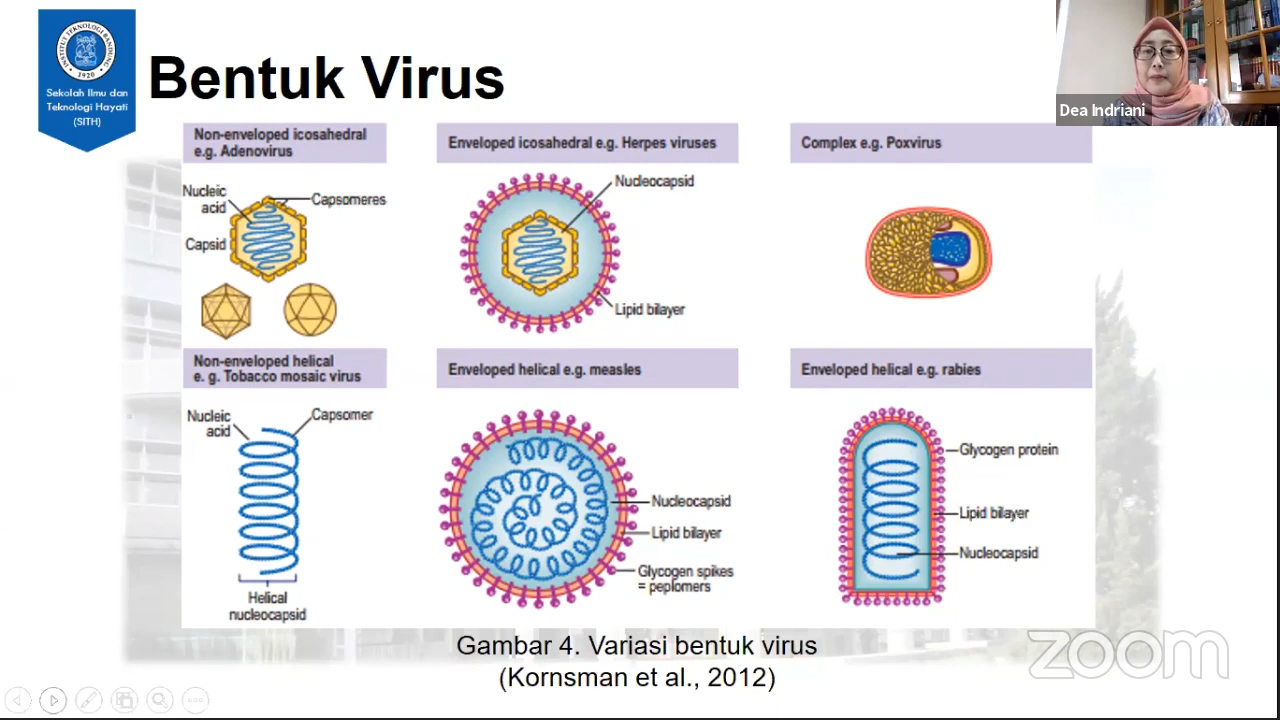 INSTITUT TEKNOLOGI BANDUNG
1920
Sekolah Ilmu dan
Teknologi Hayati
(SITH)
Bentuk Virus
Dea Indriani
Non-enveloped icosahedral
e.g. Adenovirus
Enveloped icosahedral e.g. Herpes viruses
Complex e.g. Poxvirus
Nucleic
acid
Capsomeres
Capsid
Nucleocapsid
Lipid bilayer
Non-enveloped helical
e. g. Tobacco mosaic virus
Enveloped helical e.g. measles
Enveloped helical e.g. rabies
Nucleic
acid
Capsomer
Helical
nucleocapsid
Nucleocapsid
Lipid bilayer
Glycogen spikes
= peplomers
Glycogen protein
Lipid bilayer
Nucleocapsid
Gambar 4. Variasi bentuk virus
(Kornsman et al., 2012)
zoom